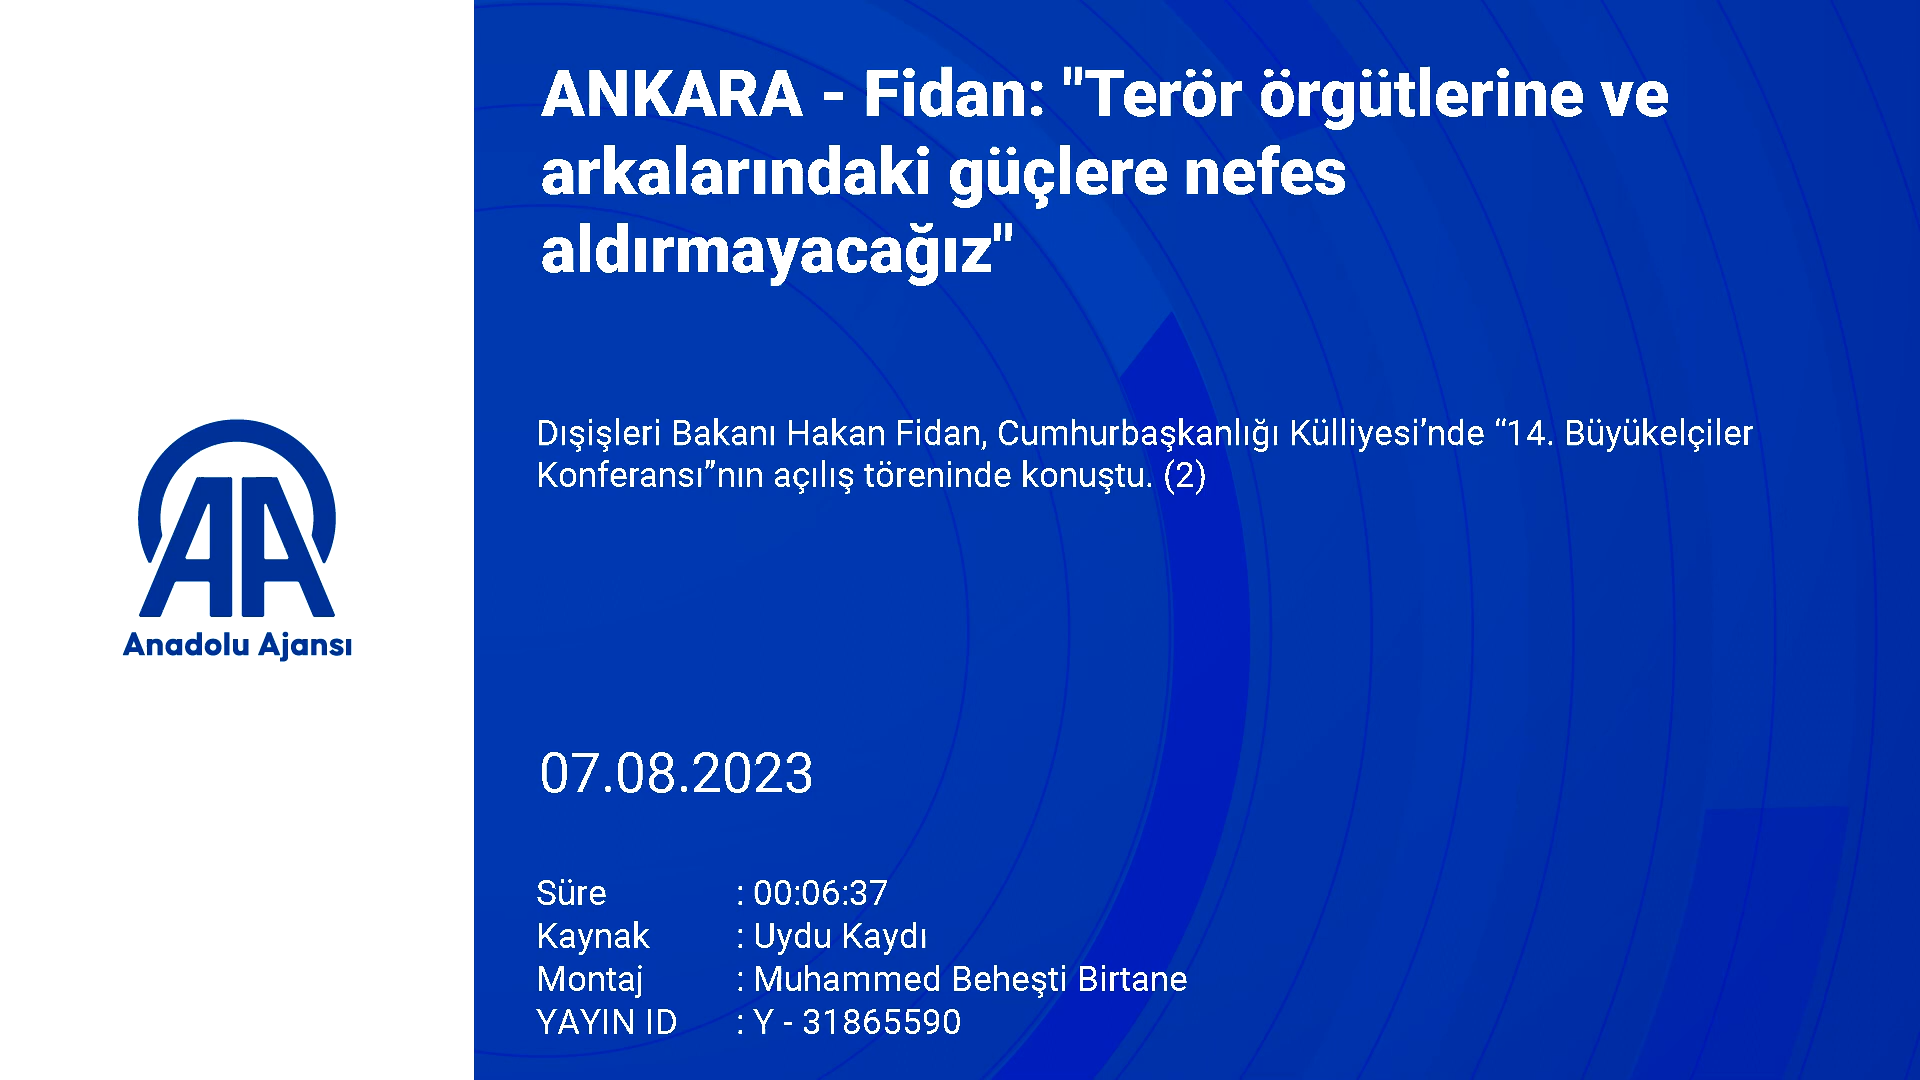 ANKARA - Fidan: "Terör örgütlerine ve
arkalarındaki güçlere nefes
aldırmayacağız"
Dışişleri Bakanı Hakan Fidan, Cumhurbaşkanlığı Külliyesi’nde “14. Büyükelçiler
Konferansı”nın açılış töreninde konuştu. (2)
AA
Anadolu Ajansı
07.08.2023
Süre : 00:06:37
Kaynak : Uydu Kaydı
Montaj : Muhammed Beheşti Birtane
YAYIN ID : Y - 31865590